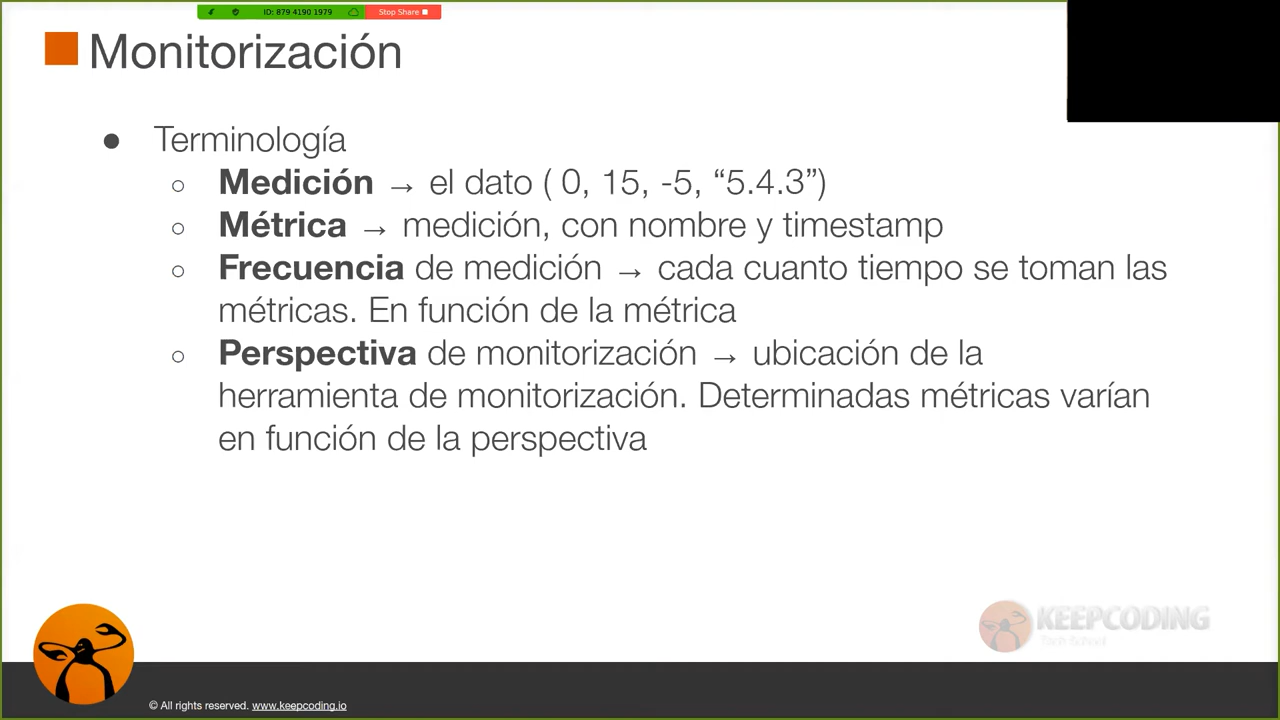 ID: 879 4190 1979
Stop Share
Monitorización
● Terminología
○ Medición → el dato ( 0, 15, -5, “5.4.3”)
○ Métrica → medición, con nombre y timestamp
○ Frecuencia de medición → cada cuanto tiempo se toman las
métricas. En función de la métrica
○ Perspectiva de monitorización → ubicación de la
herramienta de monitorización. Determinadas métricas varían
en función de la perspectiva
KEEPCODING
Tech School
© All rights reserved. www.keepcoding.io